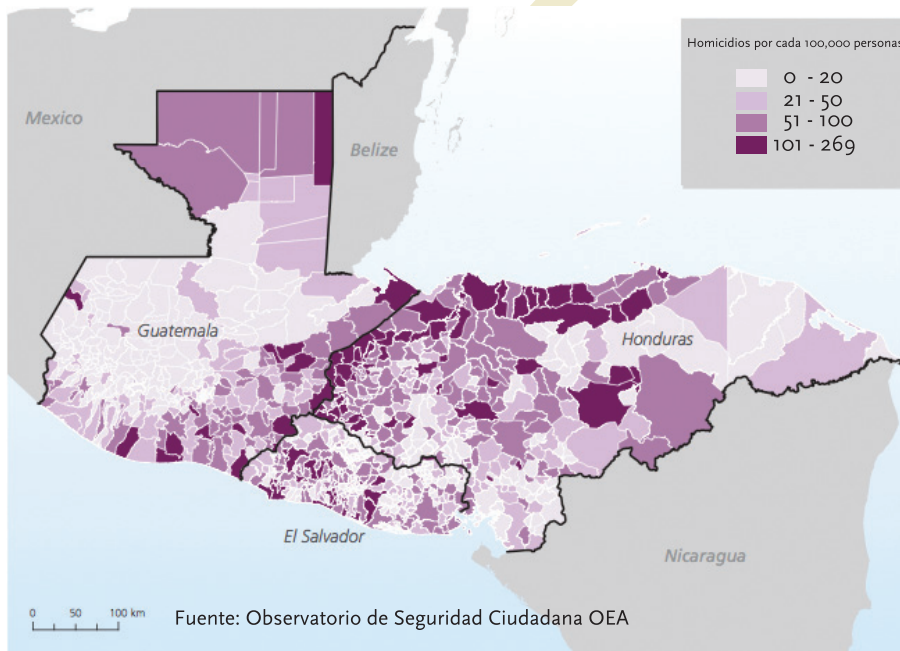 Homicidios por cada 100,000 personas
0 - 20
21 - 50
51 - 100
101 - 269
Mexico
Belize
Guatemala
Honduras
El Salvador
Nicaragua
0 50 100 km
Fuente: Observatorio de Seguridad Ciudadana OEA